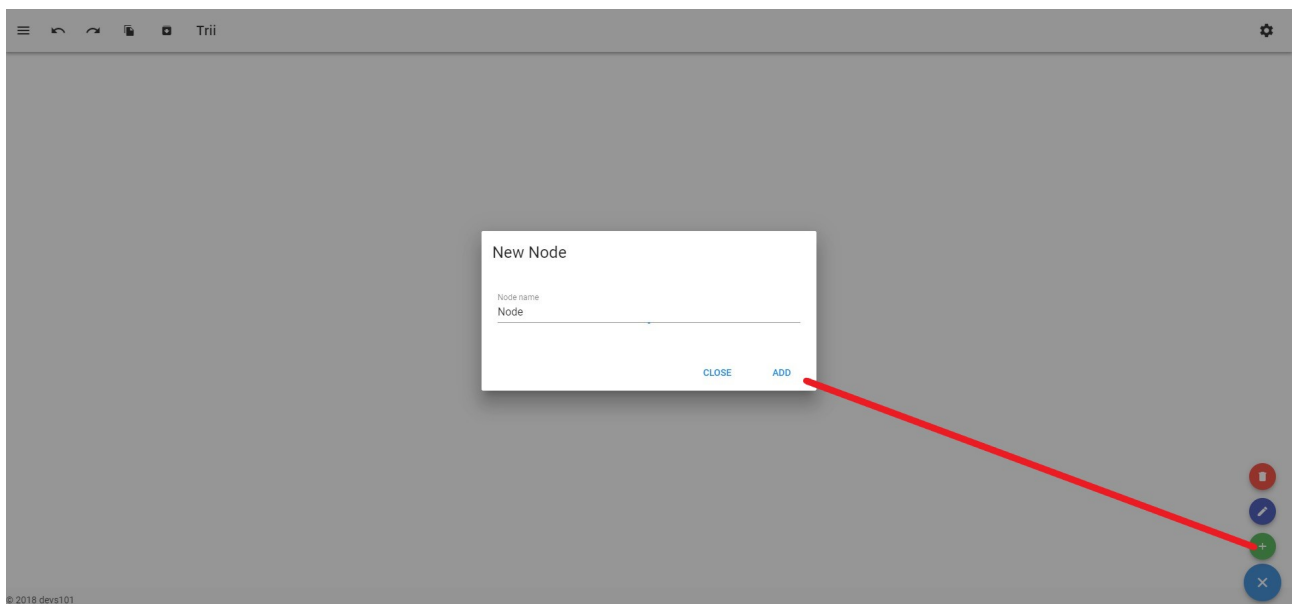 Trii
New Node
Node name
Node
CLOSE ADD
© 2018 devs101